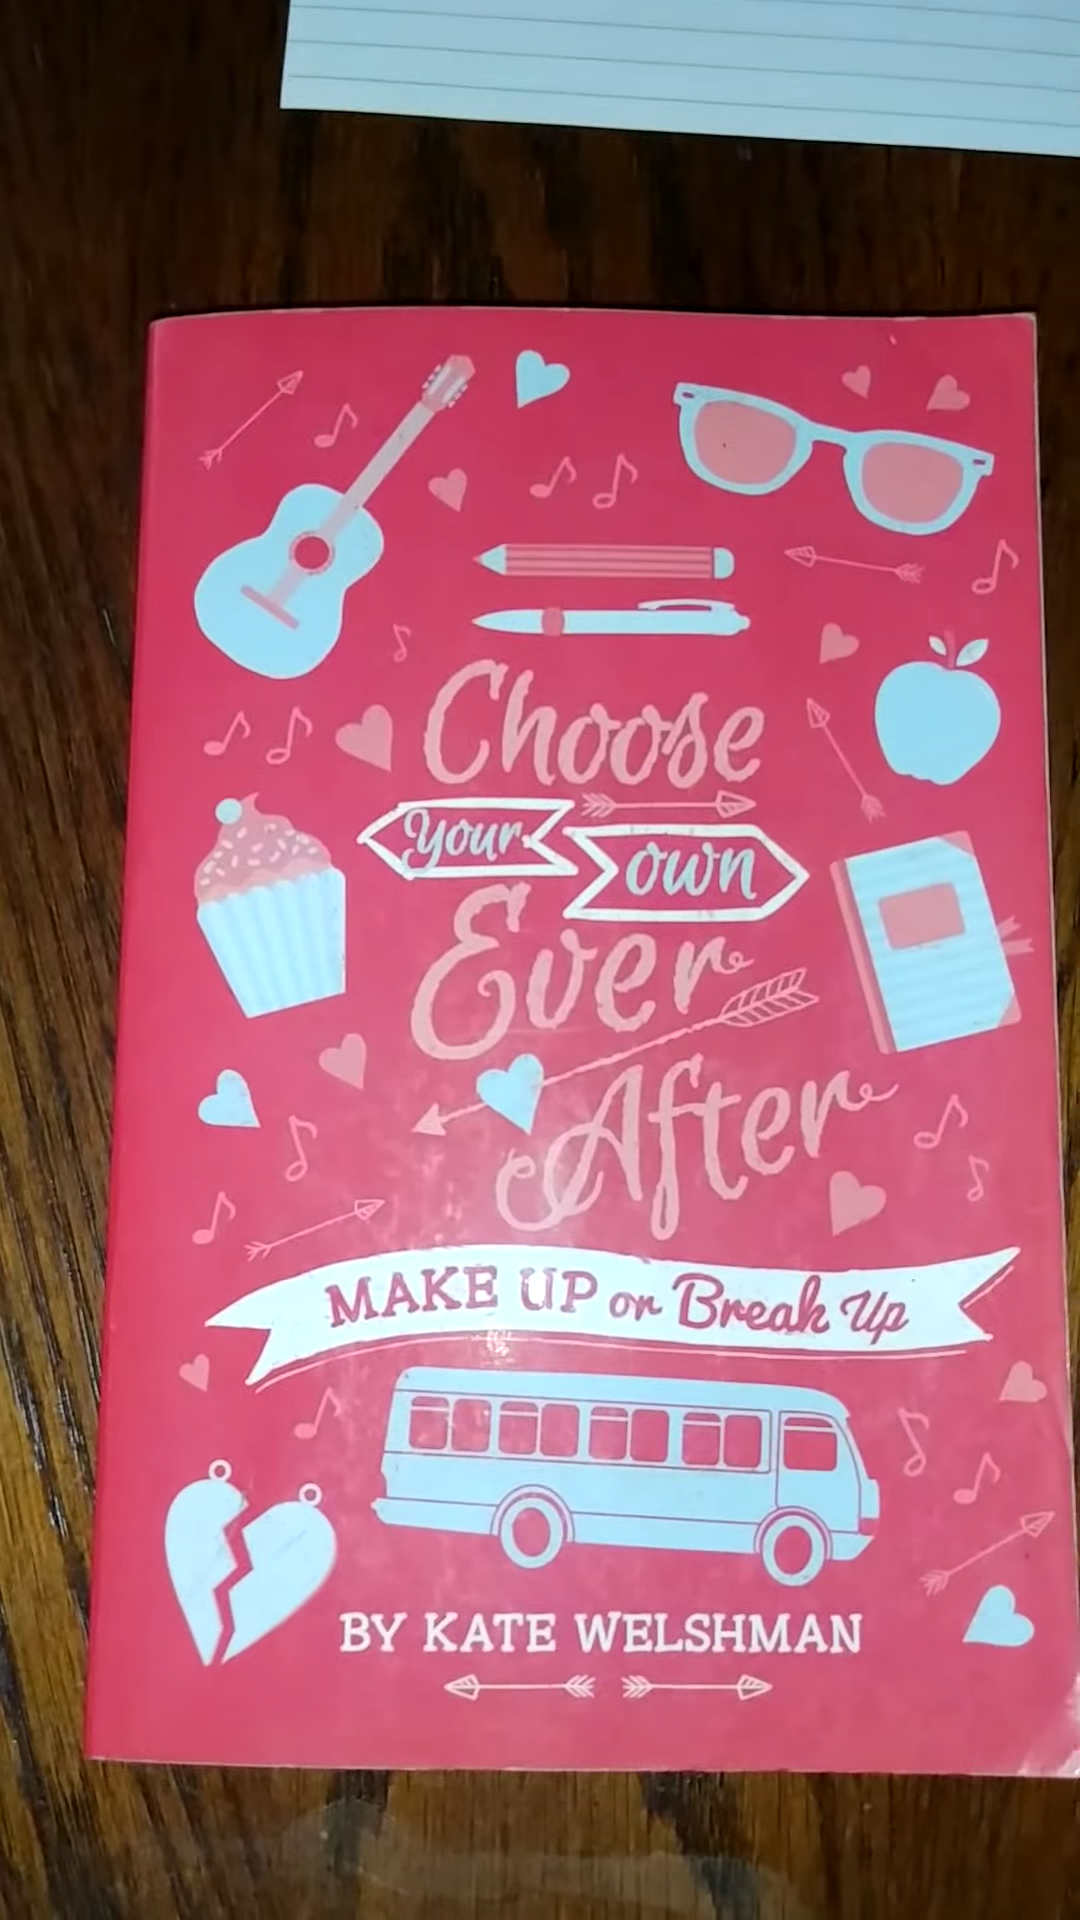 Choose
your own
Ever
After
MAKE UP or Break Up
BY KATE WELSHMAN